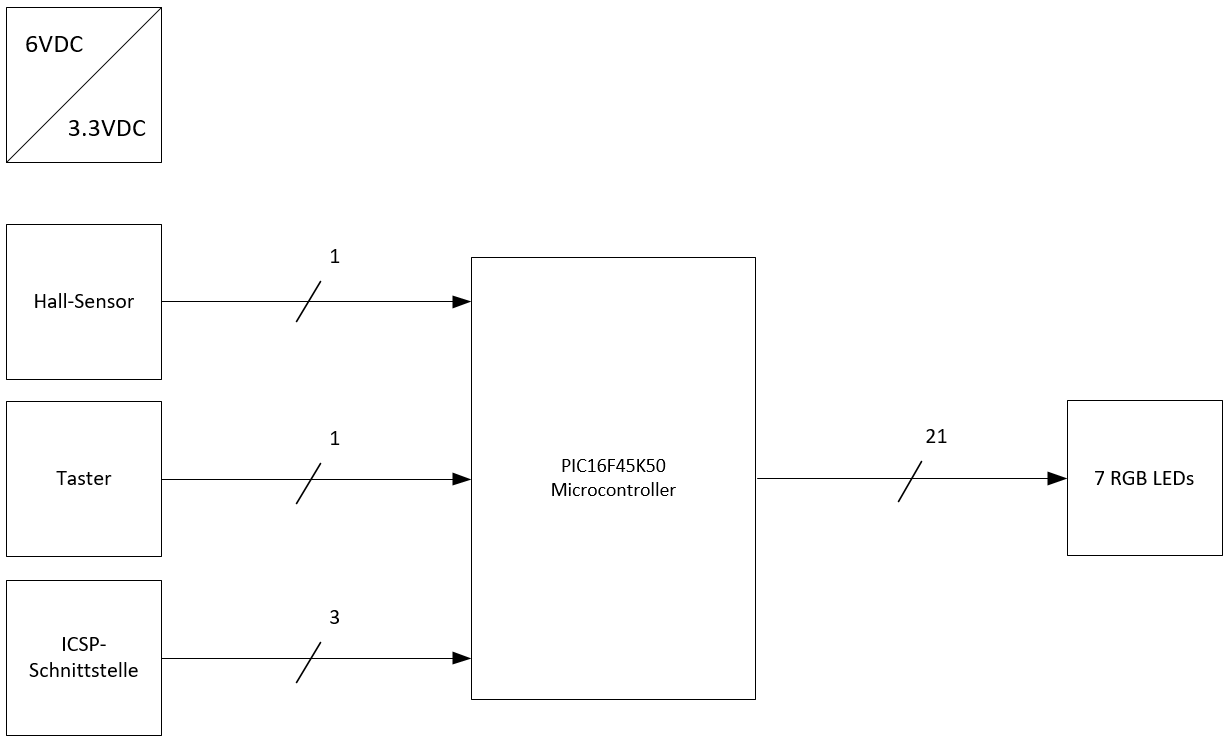 6VDC
3.3VDC
Hall-Sensor
1
Taster
1
ICSP-
Schnittstelle
3
PIC16F45K50
Microcontroller
21
7 RGB LEDs